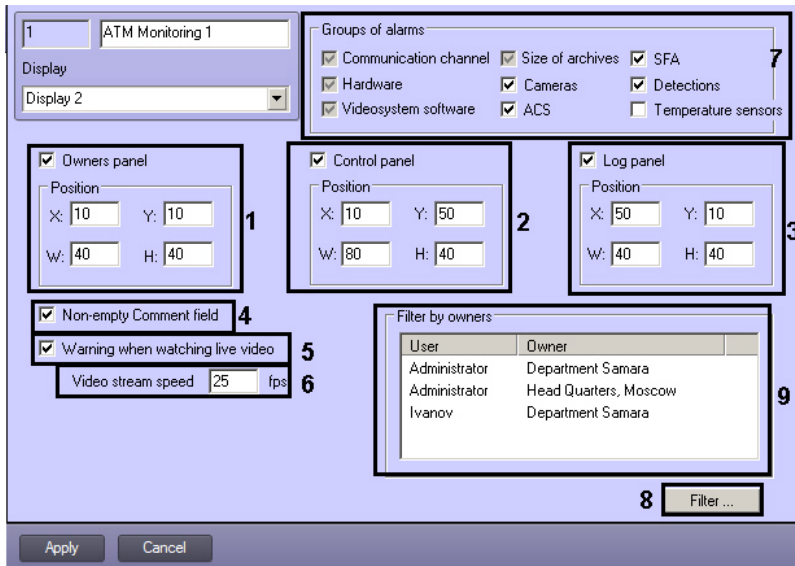 1 ATM Monitoring 1
Display
Display 2
Groups of alarms
Communication channel Size of archives SFA 7
Hardware Cameras Detections
Videosystem software ACS Temperature sensors
Owners panel
Position
X: 10 Y: 10
W: 40 H: 40
1
Control panel
Position
X: 10 Y: 50
W: 80 H: 40
2
Log panel
Position
X: 50 Y: 10
W: 40 H: 40
3
Non-empty Comment field 4
Warning when watching live video 5
Video stream speed 25 fps 6
Filter by owners
User Owner
Administrator Department Samara
Administrator Head Quarters, Moscow
Ivanov Department Samara
9
8 Filter ...
Apply Cancel